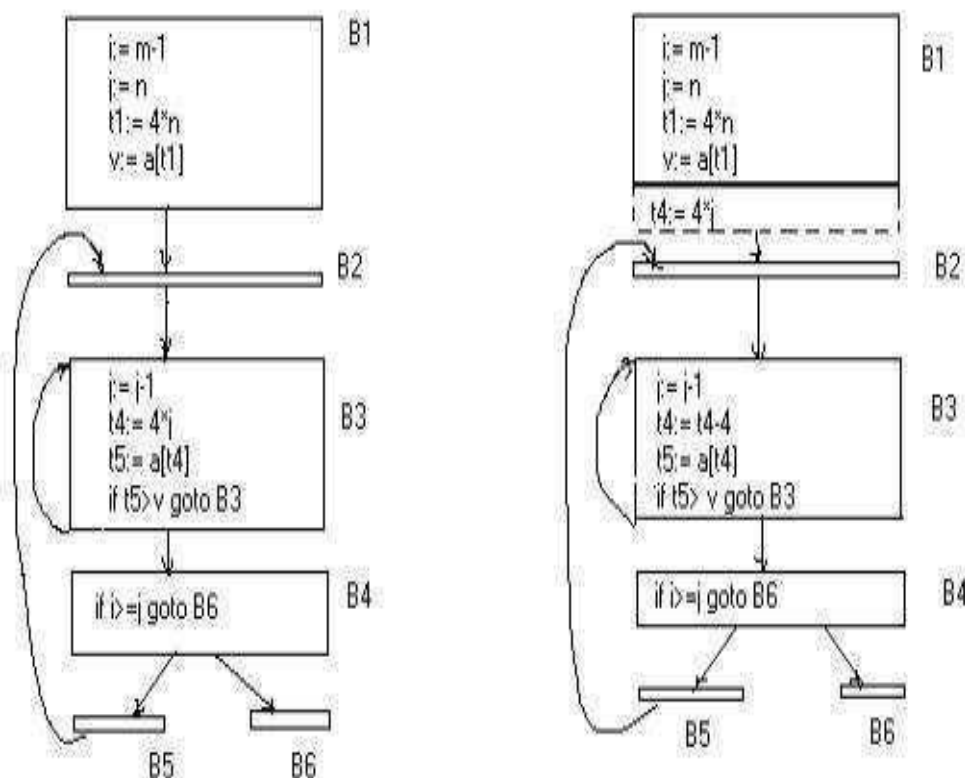 B1
i:= m-1
j:= n
t1:= 4*n
v:= a[t1]
B2
j:= j-1
t4:= 4*j
t5:= a[t4]
if t5>v goto B3
B3
if i>=j goto B6
B4
B5
B6
B1
i:= m-1
j:= n
t1:= 4*n
v:= a[t1]
t4:= 4*j
B2
j:= j-1
t4:= t4-4
t5:= a[t4]
if t5> v goto B3
B3
if i>=j goto B6
B4
B5
B6